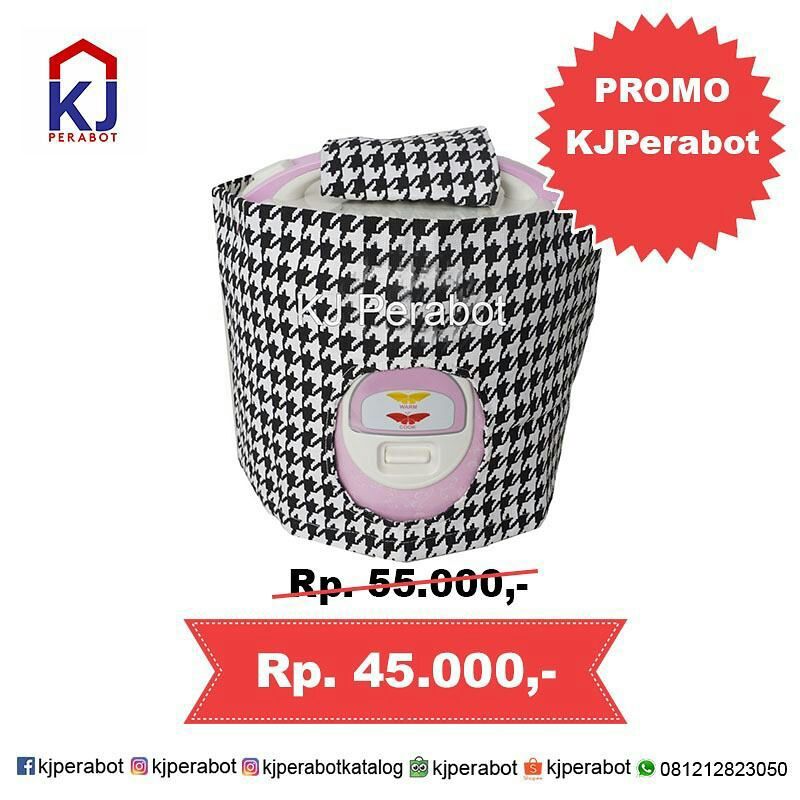 KJ
PERABOT
PROMO
KJPerabot
KJ Perabot
WARM
COOK
Rp. 55.000,-
Rp. 45.000,-
kjperabot kjperabot kjperabotkatalog kjperabot Shopee kjperabot 081212823050